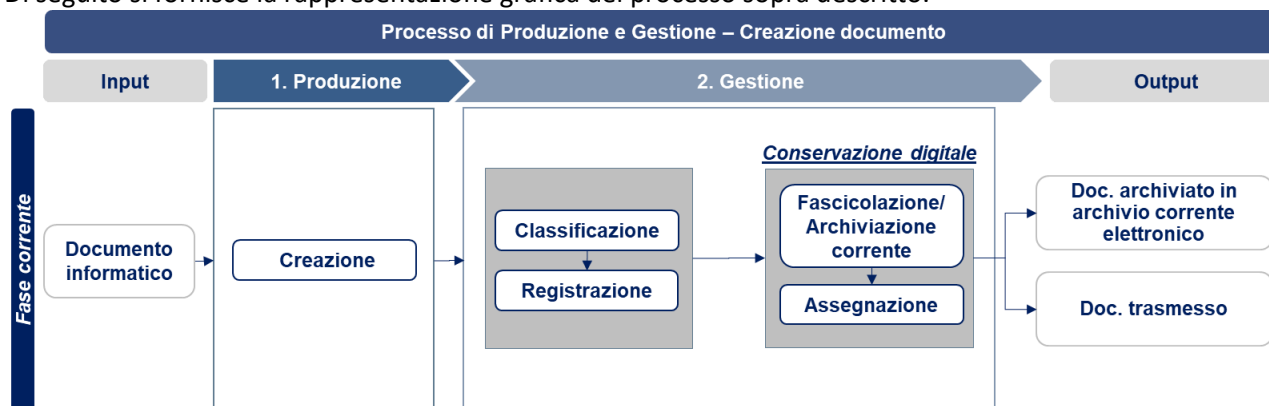 Di seguito si fornisce la rappresentazione grafica del processo sopra descritto:
Processo di Produzione e Gestione – Creazione documento
Input
1. Produzione
2. Gestione
Output
Fase corrente
Documento
informatico
Creazione
Classificazione
Registrazione
Conservazione digitale
Fascicolazione/
Archiviazione
corrente
Assegnazione
Doc. archiviato in
archivio corrente
elettronico
Doc. trasmesso